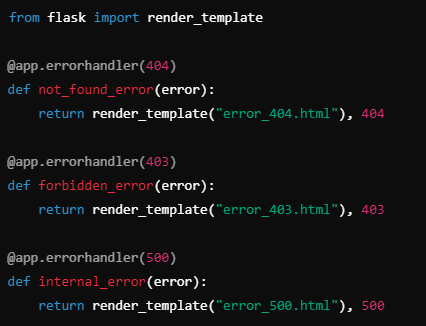 from flask import render_template
@app.errorhandler(404)
def not_found_error(error):
    return render_template("error_404.html"), 404
@app.errorhandler(403)
def forbidden_error(error):
    return render_template("error_403.html"), 403
@app.errorhandler(500)
def internal_error(error):
    return render_template("error_500.html"), 500